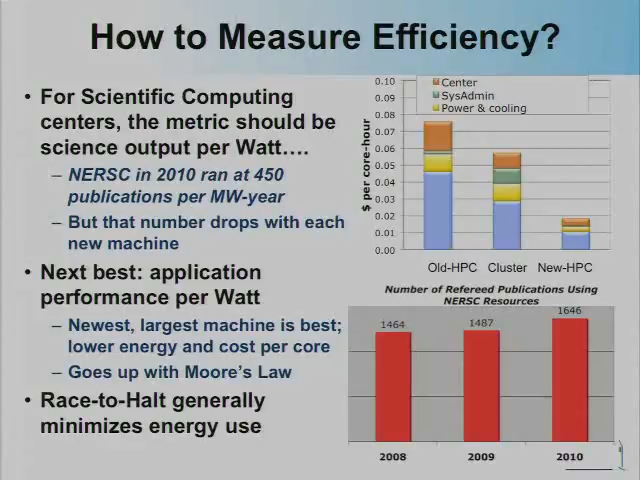 How to Measure Efficiency?
• For Scientific Computing
centers, the metric should be
science output per Watt….
– NERSC in 2010 ran at 450
publications per MW-year
– But that number drops with each
new machine
• Next best: application
performance per Watt
– Newest, largest machine is best;
lower energy and cost per core
– Goes up with Moore's Law
• Race-to-Halt generally
minimizes energy use
$ per core-hour
0.10
0.09
0.08
0.07
0.06
0.05
0.04
0.03
0.02
0.01
0.00
Center
SysAdmin
Power & cooling
Old-HPC Cluster New-HPC
Number of Refereed Publications Using
NERSC Resources
1464 1487 1646
2008 2009 2010